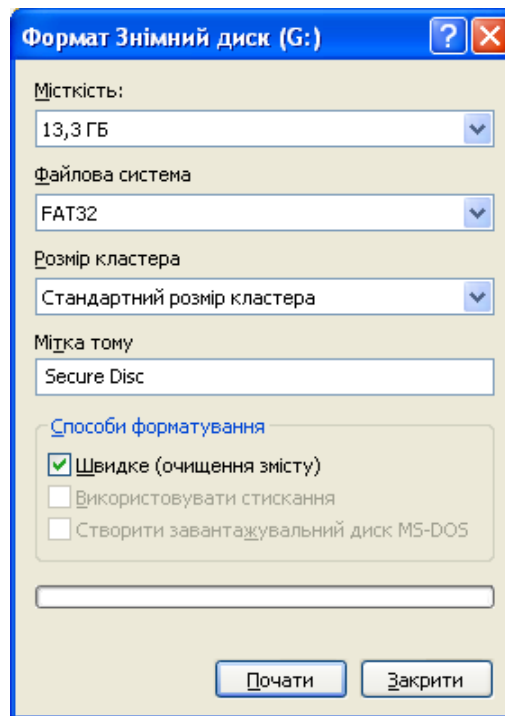 Формат Знімний диск (G:)
Місткість:
13,3 ГБ
Файлова система
FAT32
Розмір кластера
Стандартний розмір кластера
Мітка тому
Secure Disc
Способи форматування
Швидке (очищення змісту)
Використовувати стискання
Створити завантажувальний диск MS-DOS
Почати
Закрити